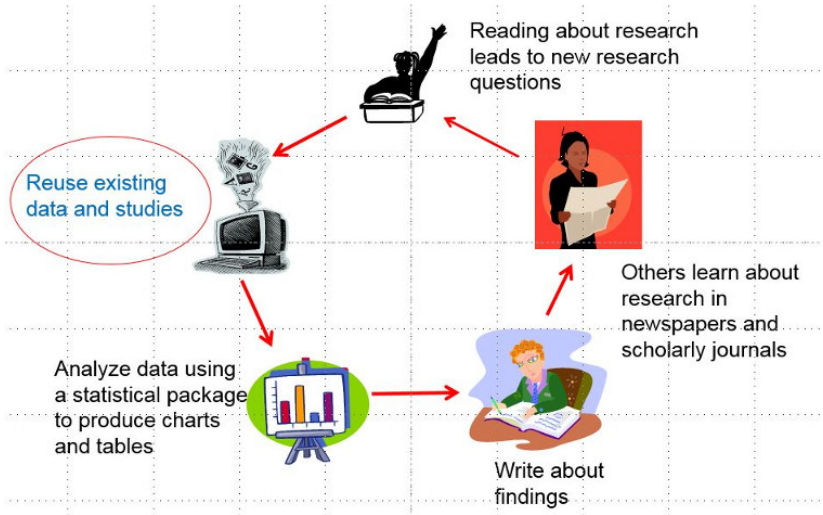 Reading about research
leads to new research
questions
Reuse existing
data and studies
Others learn about
research in
newspapers and
scholarly journals
Analyze data using
a statistical package
to produce charts
and tables
Write about
findings